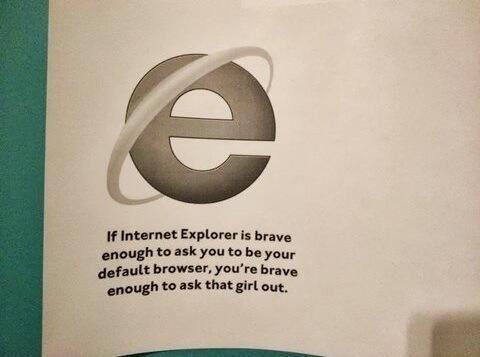 If Internet Explorer is brave
enough to ask you to be your
default browser, you're brave
enough to ask that girl out.